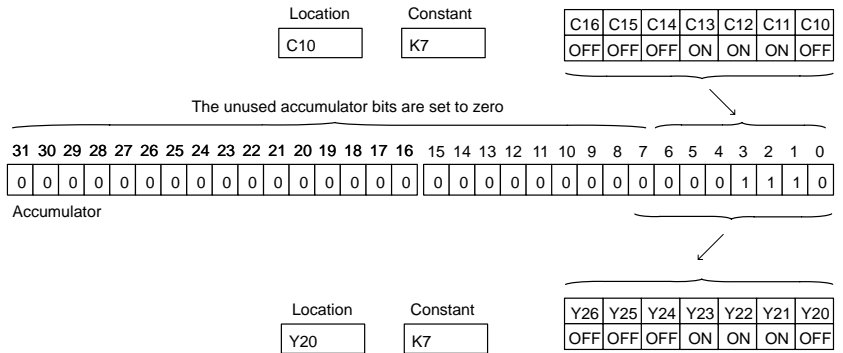 Location Constant
C10 K7
C16 C15 C14 C13 C12 C11 C10
OFF OFF OFF ON ON ON OFF
The unused accumulator bits are set to zero
31 30 29 28 27 26 25 24 23 22 21 20 19 18 17 16 15 14 13 12 11 10 9 8 7 6 5 4 3 2 1 0
0 0 0 0 0 0 0 0 0 0 0 0 0 0 0 0 0 0 0 0 0 0 0 0 0 0 0 0 1 1 1 0
Accumulator
Location Constant
Y20 K7
Y26 Y25 Y24 Y23 Y22 Y21 Y20
OFF OFF OFF ON ON ON OFF